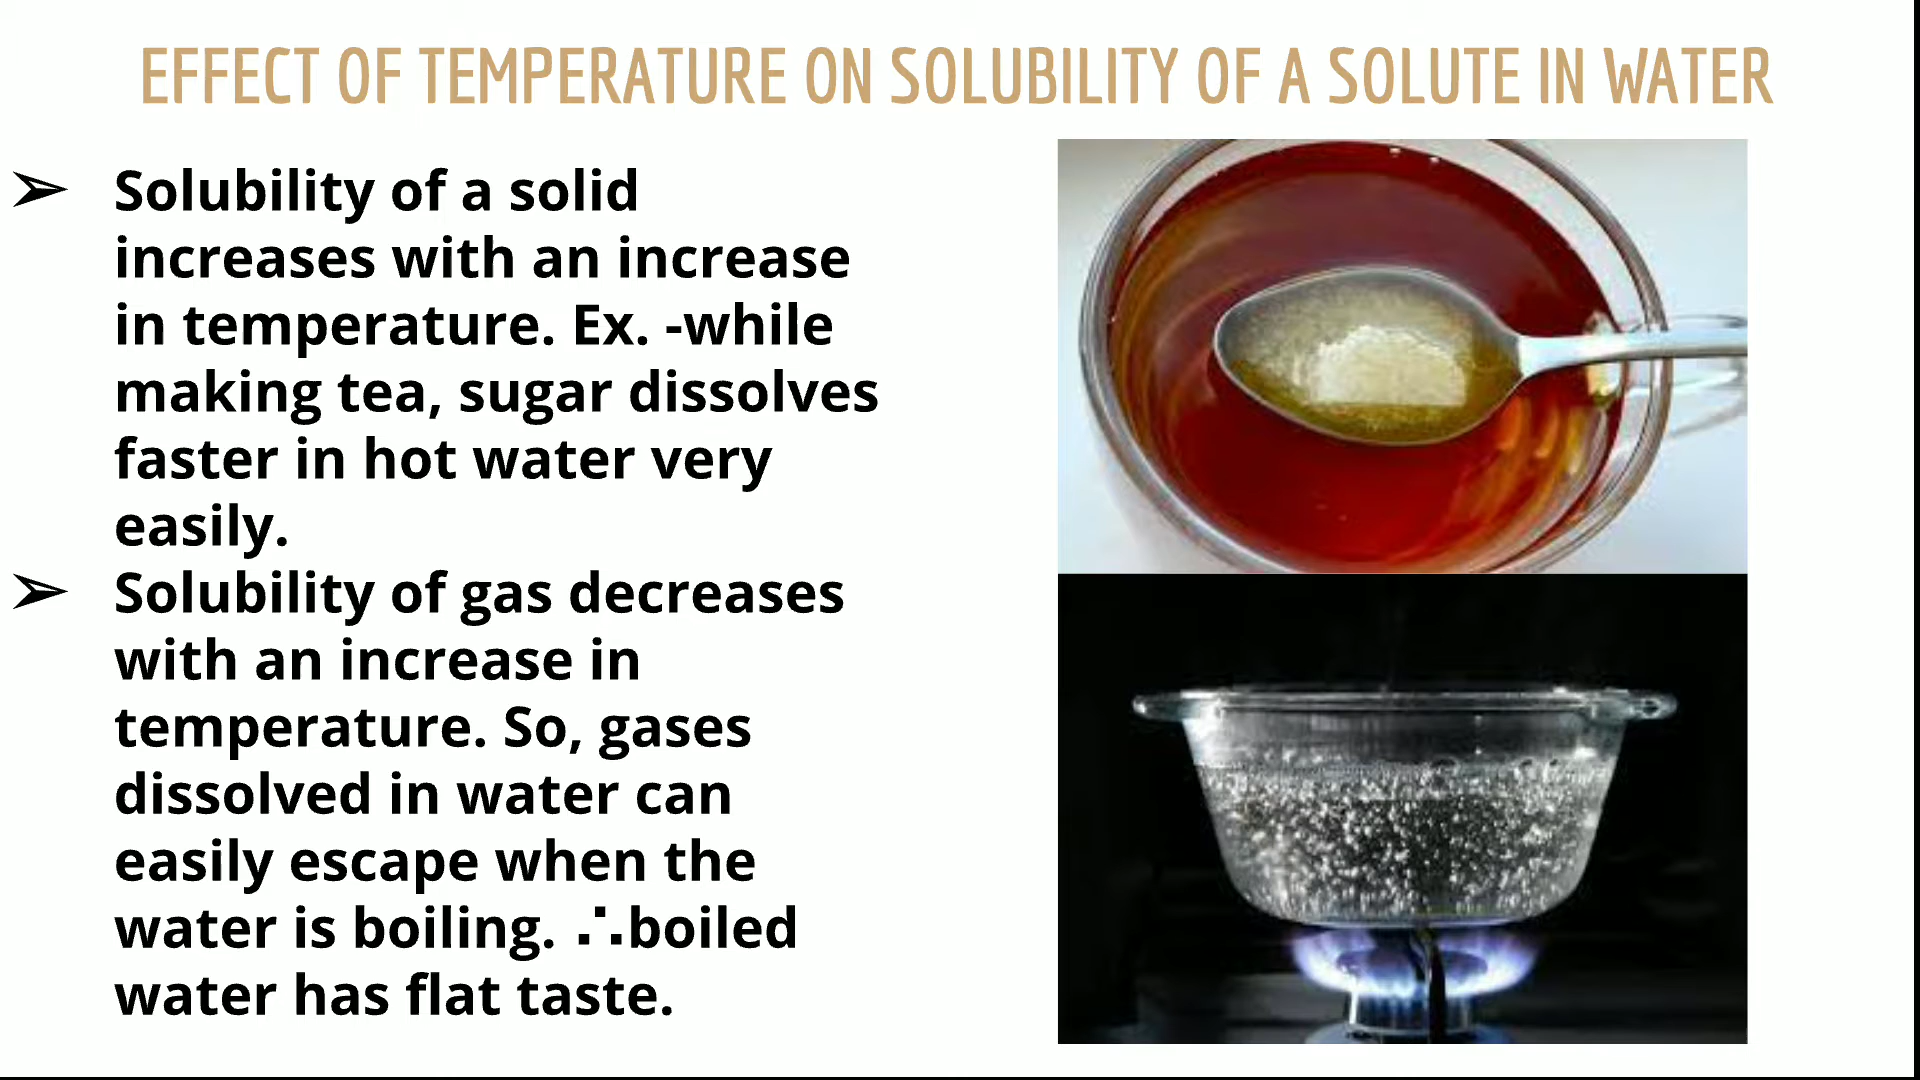 EFFECT OF TEMPERATURE ON SOLUBILITY OF A SOLUTE IN WATER
➢ Solubility of a solid
increases with an increase
in temperature. Ex. -while
making tea, sugar dissolves
faster in hot water very
easily.
➢ Solubility of gas decreases
with an increase in
temperature. So, gases
dissolved in water can
easily escape when the
water is boiling. ∴boiled
water has flat taste.